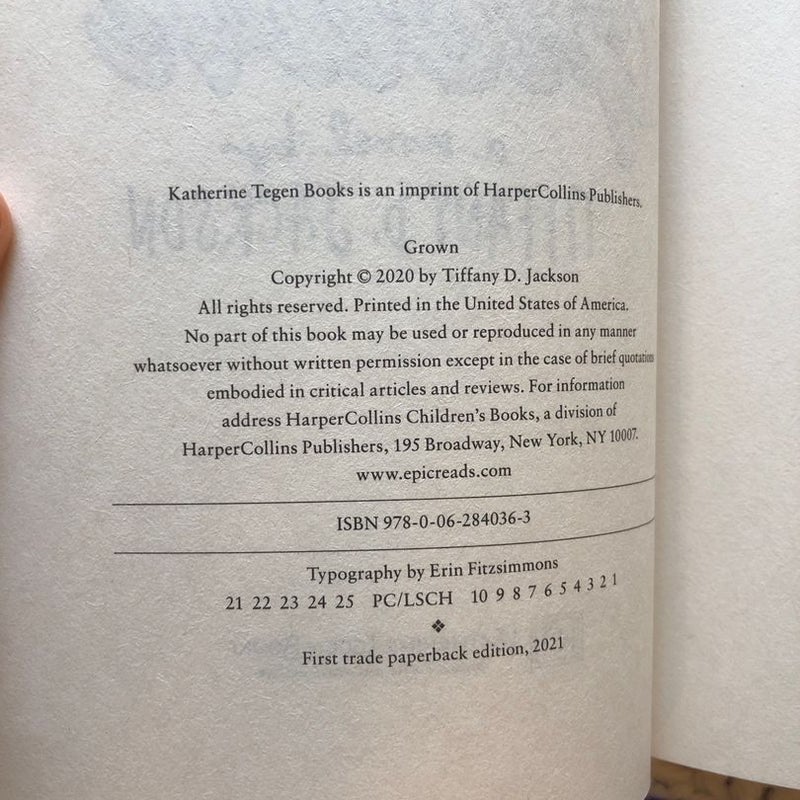 Katherine Tegen Books is an imprint of HarperCollins Publishers.
Grown
Copyright © 2020 by Tiffany D. Jackson
All rights reserved. Printed in the United States of America.
No part of this book may be used or reproduced in any manner
whatsoever without written permission except in the case of brief quotations
embodied in critical articles and reviews. For information
address HarperCollins Children's Books, a division of
HarperCollins Publishers, 195 Broadway, New York, NY 10007.
www.epicreads.com
ISBN 978-0-06-284036-3
Typography by Erin Fitzsimmons
21 22 23 24 25 PC/LSCH 10 9 8 7 6 5 4 3 2 1
❖
First trade paperback edition, 2021